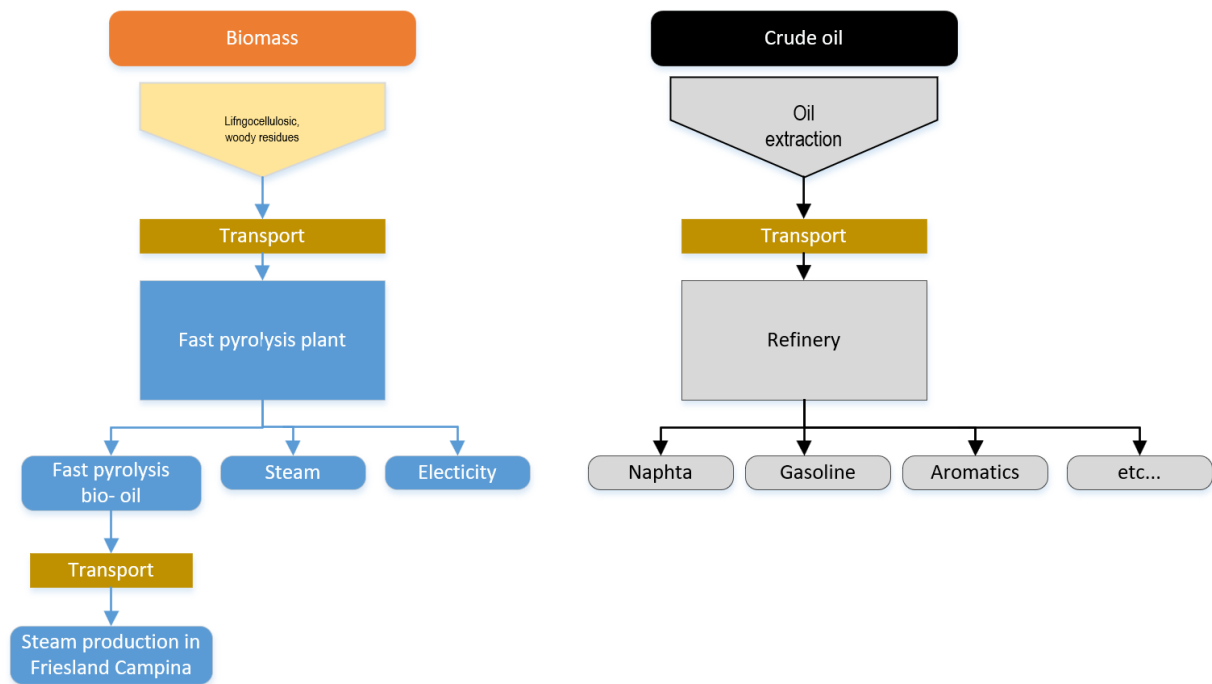 Biomass
Crude oil
Lifngocellulosic,
woody residues
Oil
extraction
Transport
Transport
Fast pyrolysis plant
Refinery
Fast pyrolysis
bio- oil
Steam
Electicity
Naphta
Gasoline
Aromatics
etc...
Transport
Steam production in
Friesland Campina